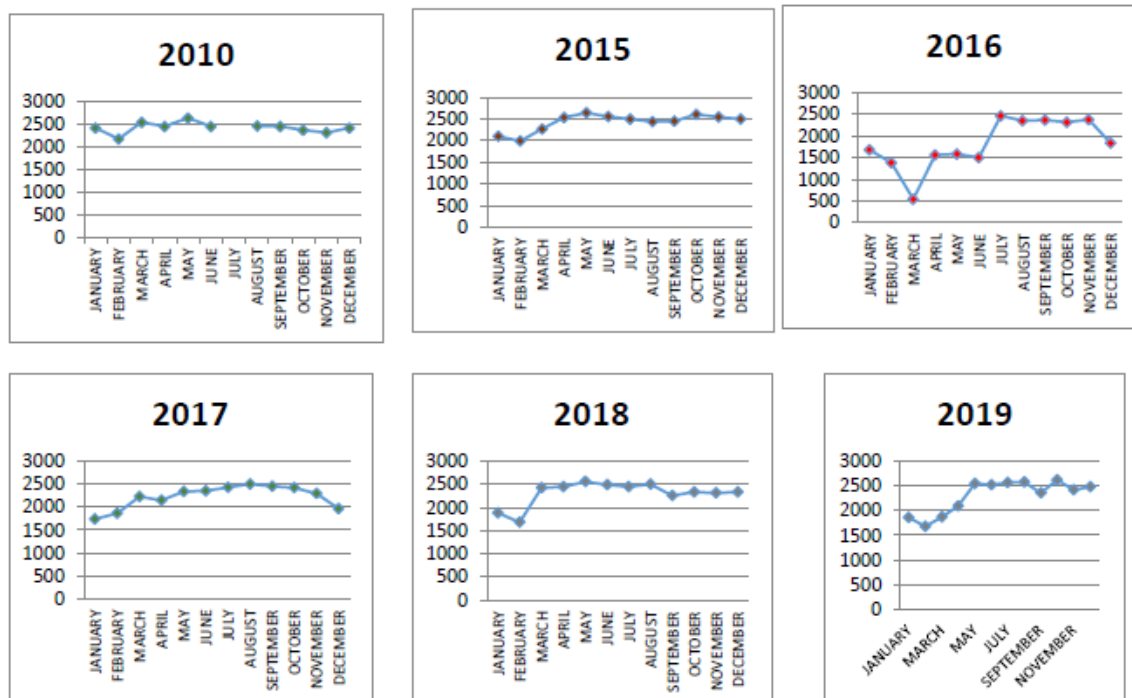 2010
3000
2500
2000
1500
1000
500
0
JANUARY
FEBRUARY
MARCH
APRIL
MAY
JUNE
JULY
AUGUST
SEPTEMBER
OCTOBER
NOVEMBER
DECEMBER
2015
3000
2500
2000
1500
1000
500
0
JANUARY
FEBRUARY
MARCH
APRIL
MAY
JUNE
JULY
AUGUST
SEPTEMBER
OCTOBER
NOVEMBER
DECEMBER
2016
3000
2500
2000
1500
1000
500
0
JANUARY
FEBRUARY
MARCH
APRIL
MAY
JUNE
JULY
AUGUST
SEPTEMBER
OCTOBER
NOVEMBER
DECEMBER
2017
3000
2500
2000
1500
1000
500
0
JANUARY
FEBRUARY
MARCH
APRIL
MAY
JUNE
JULY
AUGUST
SEPTEMBER
OCTOBER
NOVEMBER
DECEMBER
2018
3000
2500
2000
1500
1000
500
0
JANUARY
FEBRUARY
MARCH
APRIL
MAY
JUNE
JULY
AUGUST
SEPTEMBER
OCTOBER
NOVEMBER
DECEMBER
2019
3000
2500
2000
1500
1000
500
0
JANUARY
MARCH
MAY
JULY
SEPTEMBER
NOVEMBER